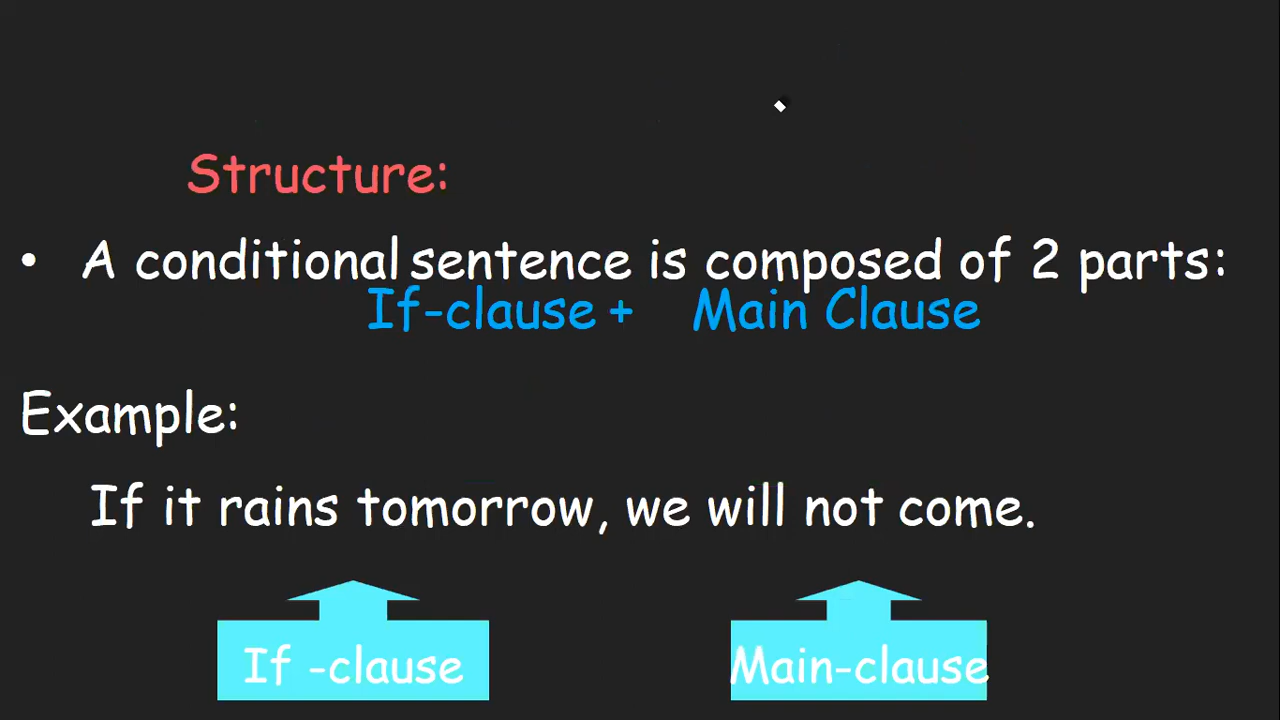 Structure:
• A conditional sentence is composed of 2 parts:
If-clause + Main Clause
Example:
If it rains tomorrow, we will not come.
If -clause
Main-clause